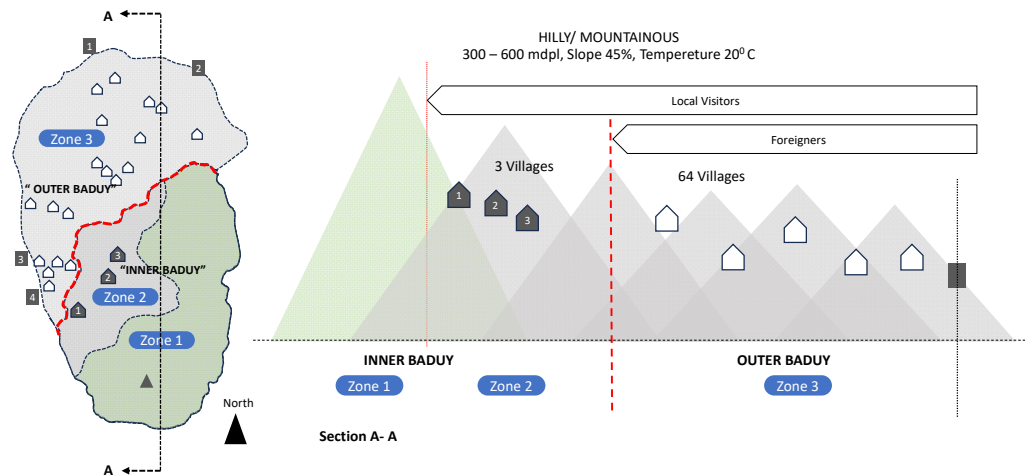 A
1
2
Zone 3
“ OUTER BADUY”
3
“INNER BADUY”
3
2
4
Zone 2
1
Zone 1
North
A
HILLY/ MOUNTAINOUS
300 – 600 mdpl, Slope 45%, Tempereture 20⁰ C
Local Visitors
Foreigners
3 Villages
64 Villages
1
2
3
INNER BADUY
OUTER BADUY
Zone 1
Zone 2
Zone 3
Section A- A